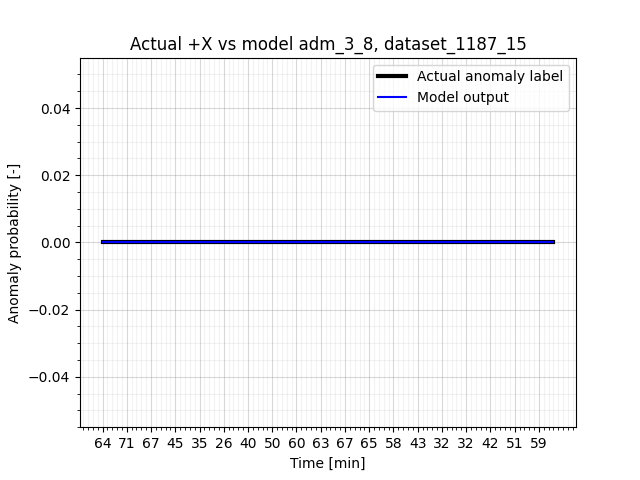 Actual +X vs model adm_3_8, dataset_1187_15
Actual anomaly label
Model output
Anomaly probability [-]
0.04
0.02
0.00
−0.02
−0.04
64 71 67 45 35 26 40 50 60 63 67 65 58 43 32 32 42 51 59
Time [min]